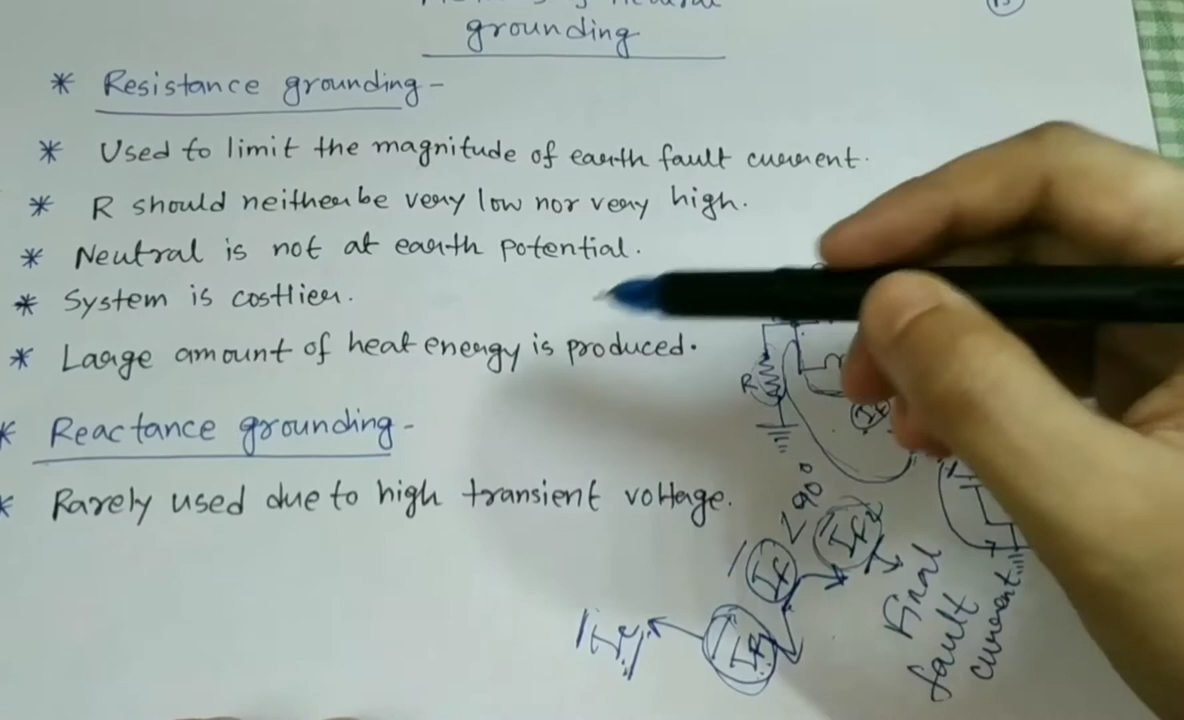 grounding
* Resistance grounding -
* Used to limit the magnitude of earth fault current.
* R should neither be very low nor very high.
* Neutral is not at earth potential.
* System is costlier.
* Large amount of heat energy is produced.
* Reactance grounding -
* Rarely used due to high transient voltage.
R
90°
Final
fault
current